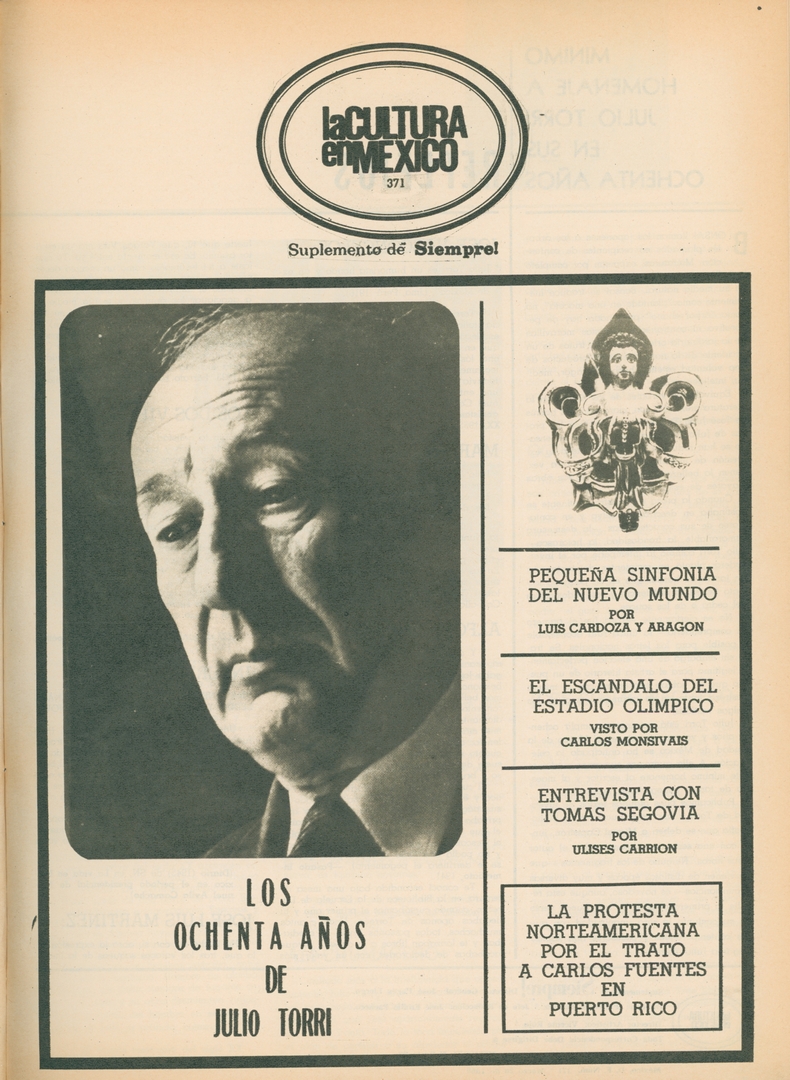 la CULTURA
en MEXICO
371
Suplemento de Siempre!
LOS
OCHENTA AÑOS
DE
JULIO TORRI
PEQUEÑA SINFONIA
DEL NUEVO MUNDO
POR
LUIS CARDOZA Y ARAGON
EL ESCANDALO DEL
ESTADIO OLIMPICO
VISTO POR
CARLOS MONSIVAIS
ENTREVISTA CON
TOMAS SEGOVIA
POR
ULISES CARRION
LA PROTESTA
NORTEAMERICANA
POR EL TRATO
A CARLOS FUENTES
EN
PUERTO RICO